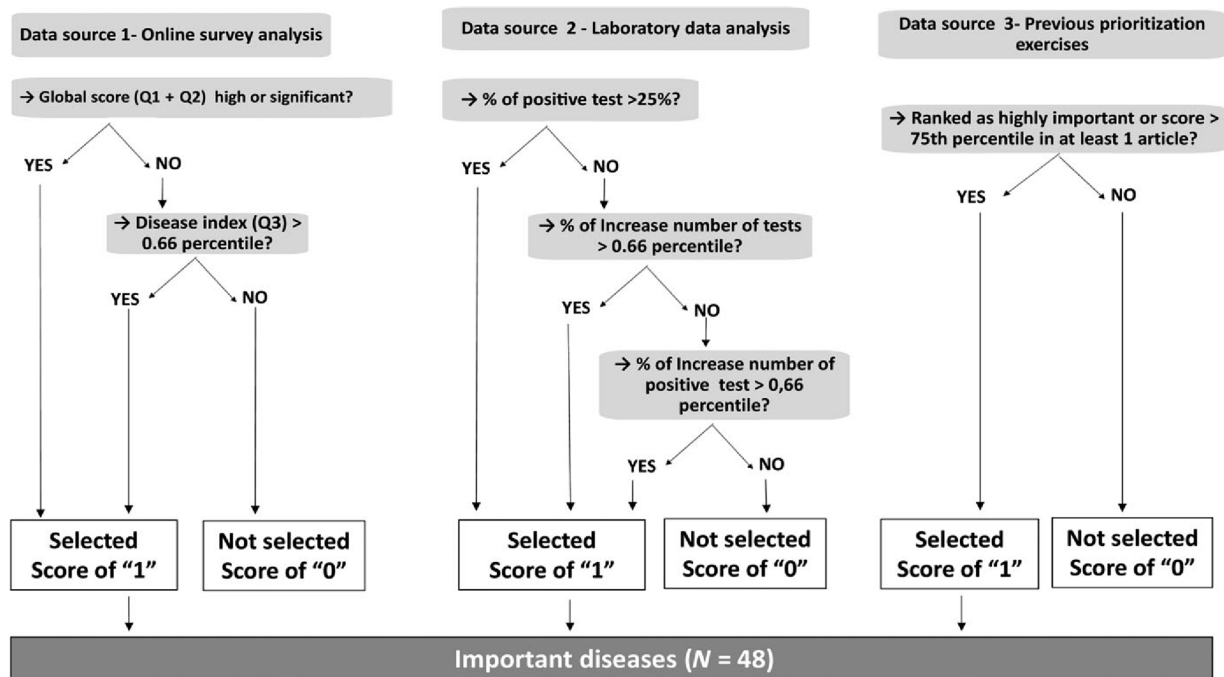 Data source 1- Online survey analysis
→ Global score (Q1 + Q2) high or significant?
YES
NO
→ Disease index (Q3) >
0.66 percentile?
YES
NO
Selected
Score of “1”
Not selected
Score of “0”
Data source 2 - Laboratory data analysis
→ % of positive test >25%?
YES
NO
→ % of Increase number of tests
> 0.66 percentile?
YES
NO
→ % of Increase number of
positive test > 0,66
percentile?
YES
NO
Selected
Score of “1”
Not selected
Score of “0”
Data source 3- Previous prioritization
exercises
→ Ranked as highly important or score >
75th percentile in at least 1 article?
YES
NO
Selected
Score of “1”
Not selected
Score of “0”
Important diseases (N = 48)